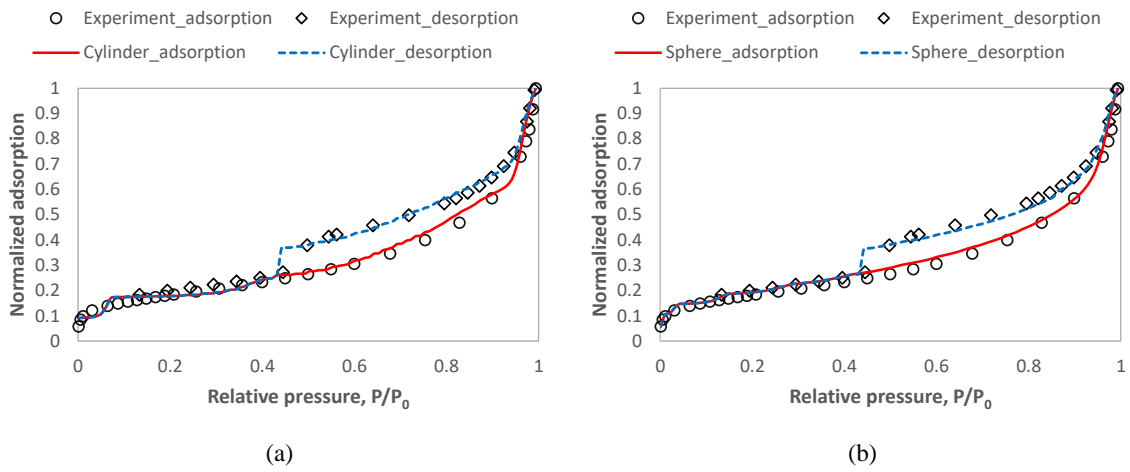 Experiment_adsorption Experiment_desorption
Cylinder_adsorption Cylinder_desorption
Normalized adsorption
1
0.9
0.8
0.7
0.6
0.5
0.4
0.3
0.2
0.1
0
0 0.2 0.4 0.6 0.8 1
Relative pressure, P/P0
(a)
Experiment_adsorption Experiment_desorption
Sphere_adsorption Sphere_desorption
Normalized adsorption
1
0.9
0.8
0.7
0.6
0.5
0.4
0.3
0.2
0.1
0
0 0.2 0.4 0.6 0.8 1
Relative pressure, P/P0
(b)